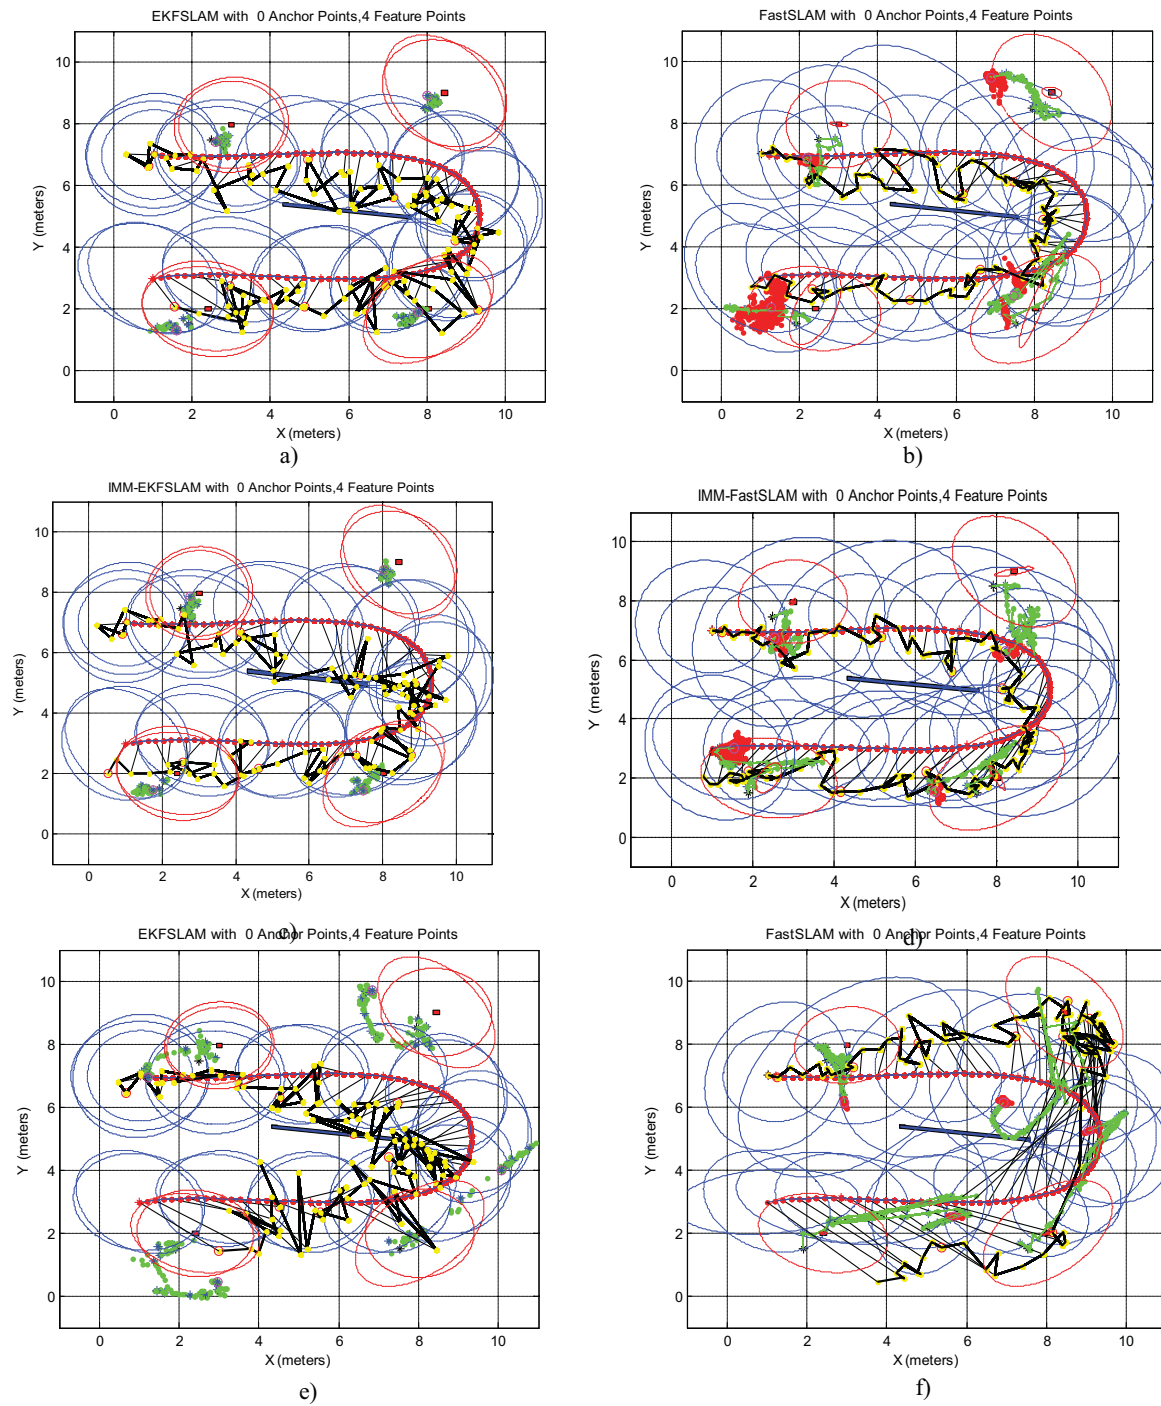 EKFSLAM with 0 Anchor Points,4 Feature Points
FastSLAM with 0 Anchor Points,4 Feature Points
10
8
6
4
2
0
Y (meters)
0 2 4 6 8 10
X (meters)
a)
10
8
6
4
2
0
Y (meters)
0 2 4 6 8 10
X (meters)
b)
IMM-EKFSLAM with 0 Anchor Points,4 Feature Points
IMM-FastSLAM with 0 Anchor Points,4 Feature Points
10
8
6
4
2
0
Y (meters)
0 2 4 6 8 10
X (meters)
c)
10
8
6
4
2
0
Y (meters)
0 2 4 6 8 10
X (meters)
d)
EKFSLAM with 0 Anchor Points,4 Feature Points
FastSLAM with 0 Anchor Points,4 Feature Points
10
8
6
4
2
0
Y (meters)
0 2 4 6 8 10
X (meters)
e)
10
8
6
4
2
0
Y (meters)
0 2 4 6 8 10
X (meters)
f)